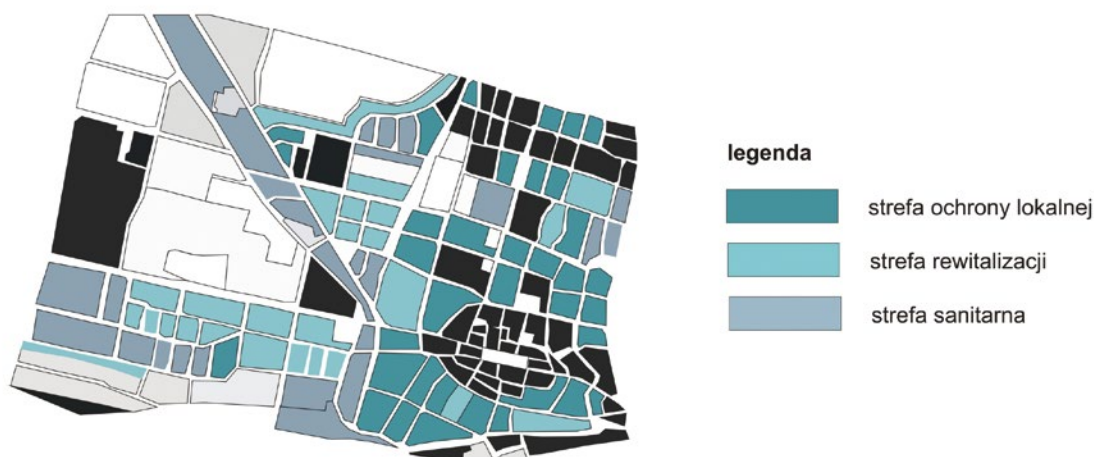 legenda
strefa ochrony lokalnej
strefa rewitalizacji
strefa sanitarna